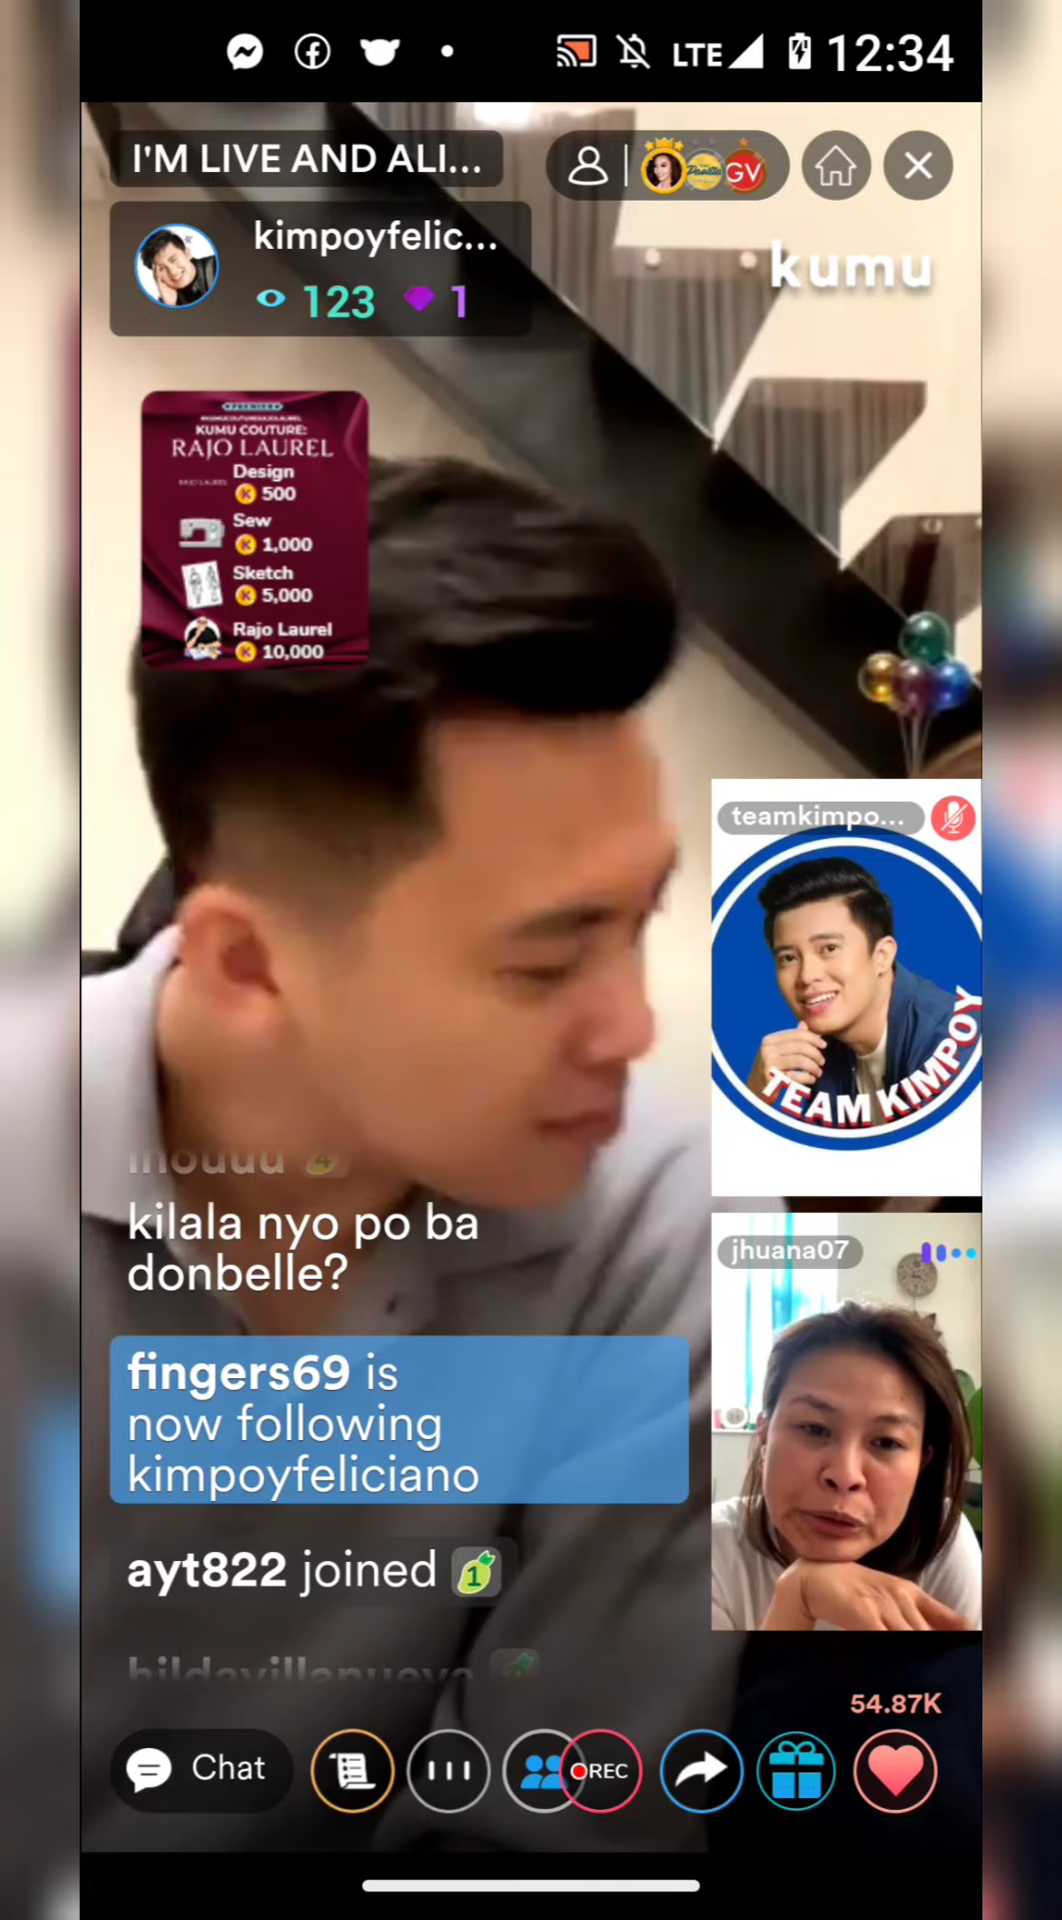 LTE 12:34
I'M LIVE AND ALI...
GV
kimpoyfelic...
123 1
kumu
KUMU COUTURE:
RAJO LAUREL
Design
500
Sew
1,000
Sketch
5,000
Rajo Laurel
10,000
teamkimpo...
TEAM KIMPOY
4
kilala nyo po ba
donbelle?
jhuana07
fingers69 is
now following
kimpoyfeliciano
ayt822 joined 1
hildavillanueva
54.87K
Chat
REC